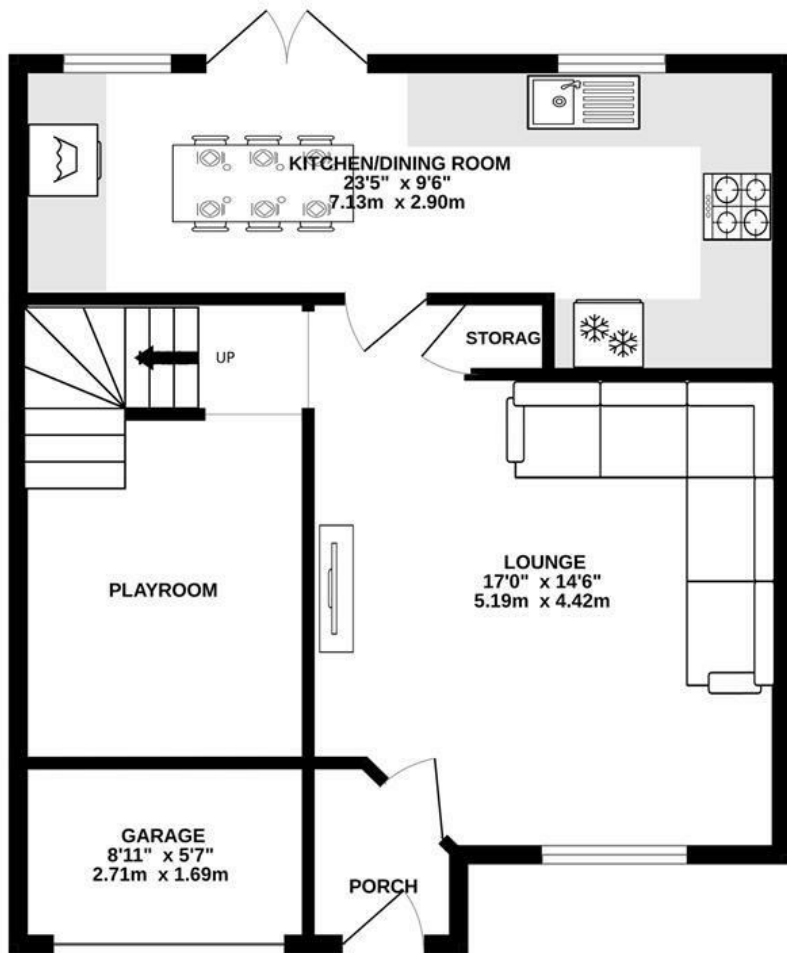 KITCHEN/DINING ROOM
23'5" x 9'6"
7.13m x 2.90m
STORAG
UP
LOUNGE
17'0" x 14'6"
5.19m x 4.42m
PLAYROOM
GARAGE
8'11" x 5'7"
2.71m x 1.69m
PORCH